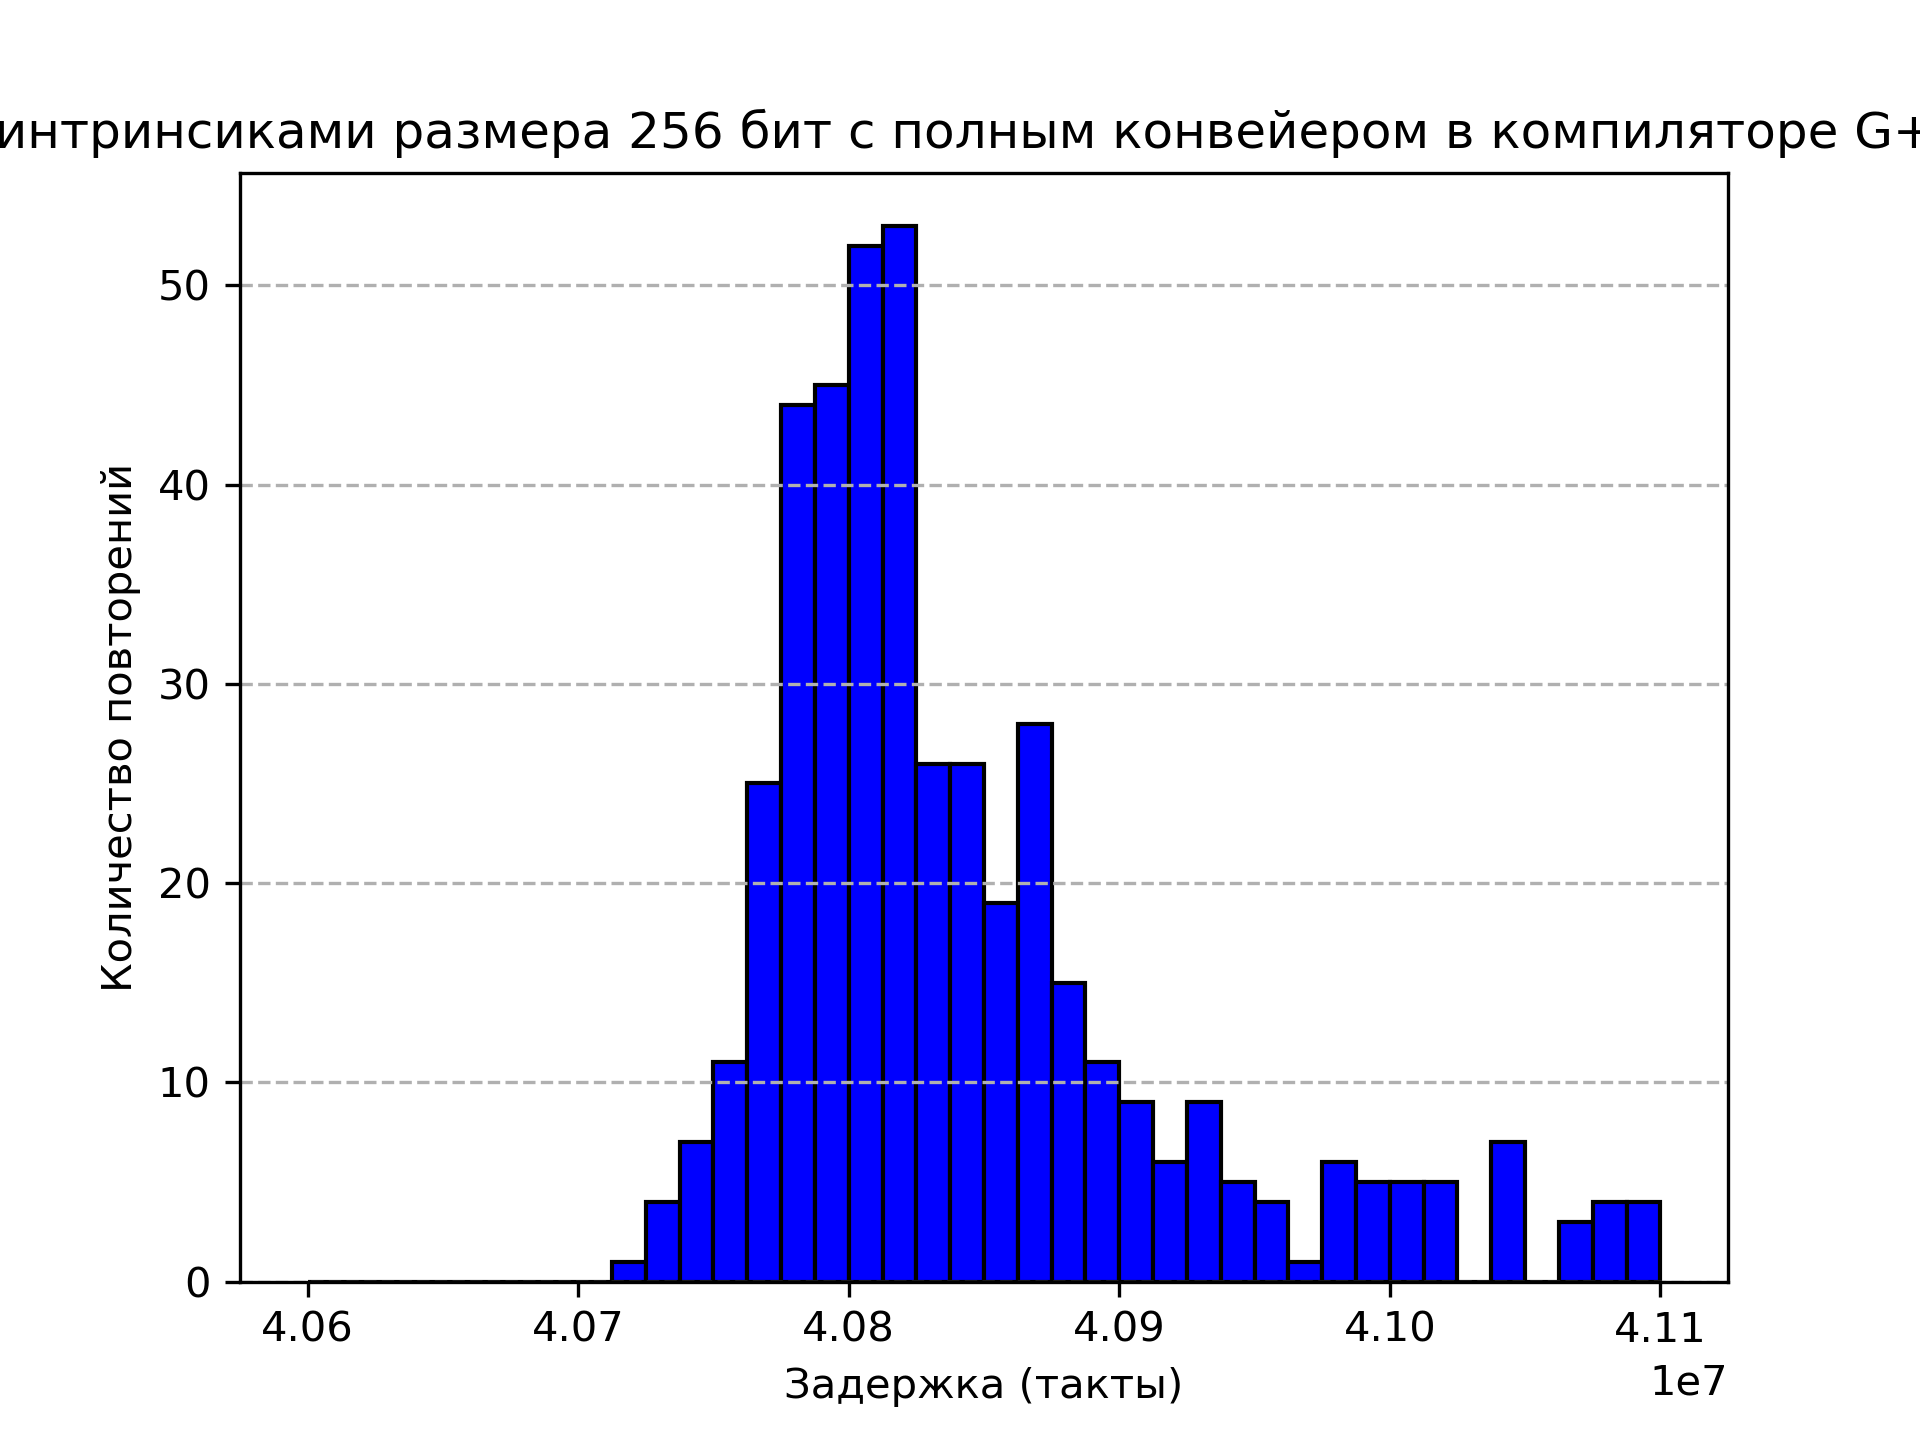 интринсиками размера 256 бит с полным конвейером в компиляторе G+
50
40
30
20
10
0
Количество повторений
4.06 4.07 4.08 4.09 4.10 4.11
1e7
Задержка (такты)